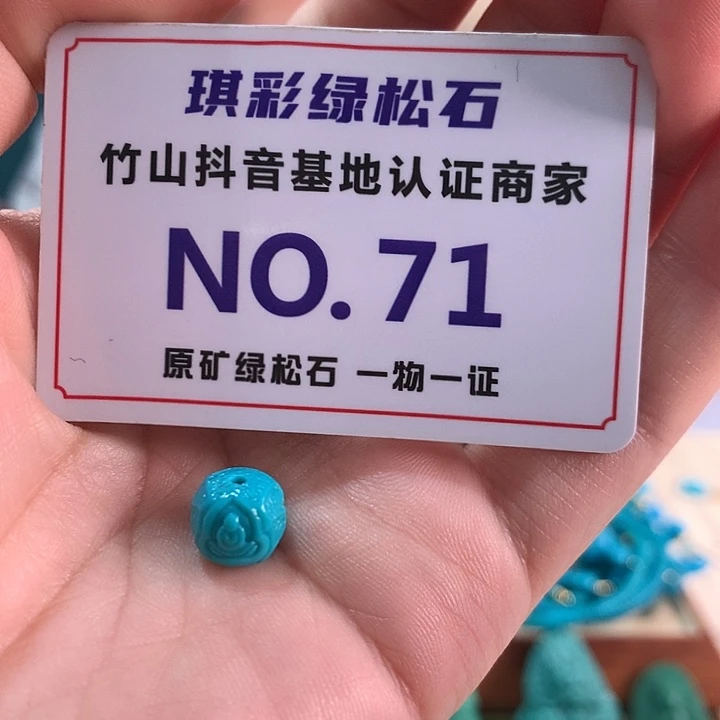 琪彩绿松石
竹山抖音基地认证商家
NO.71
原矿绿松石 一物一证